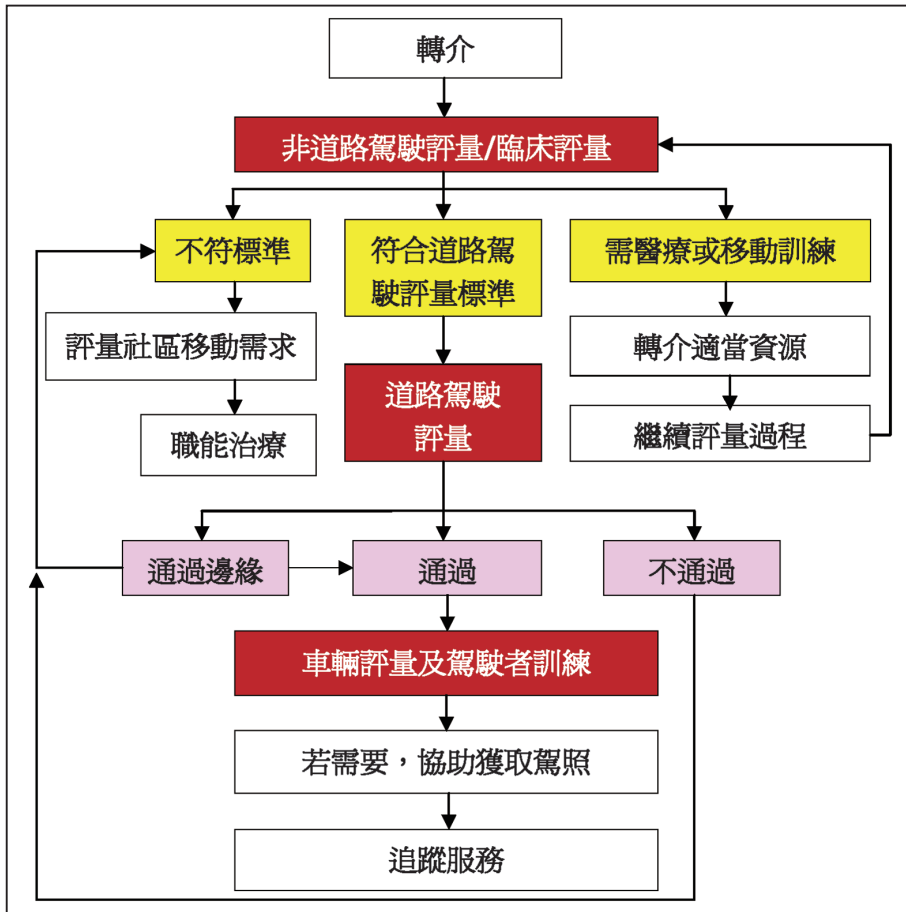 轉介
非道路駕駛評量/臨床評量
不符標準
符合道路駕
駛評量標準
需醫療或移動訓練
評量社區移動需求
轉介適當資源
職能治療
道路駕駛
評量
繼續評量過程
通過邊緣
通過
不通過
車輛評量及駕駛者訓練
若需要，協助獲取駕照
追蹤服務